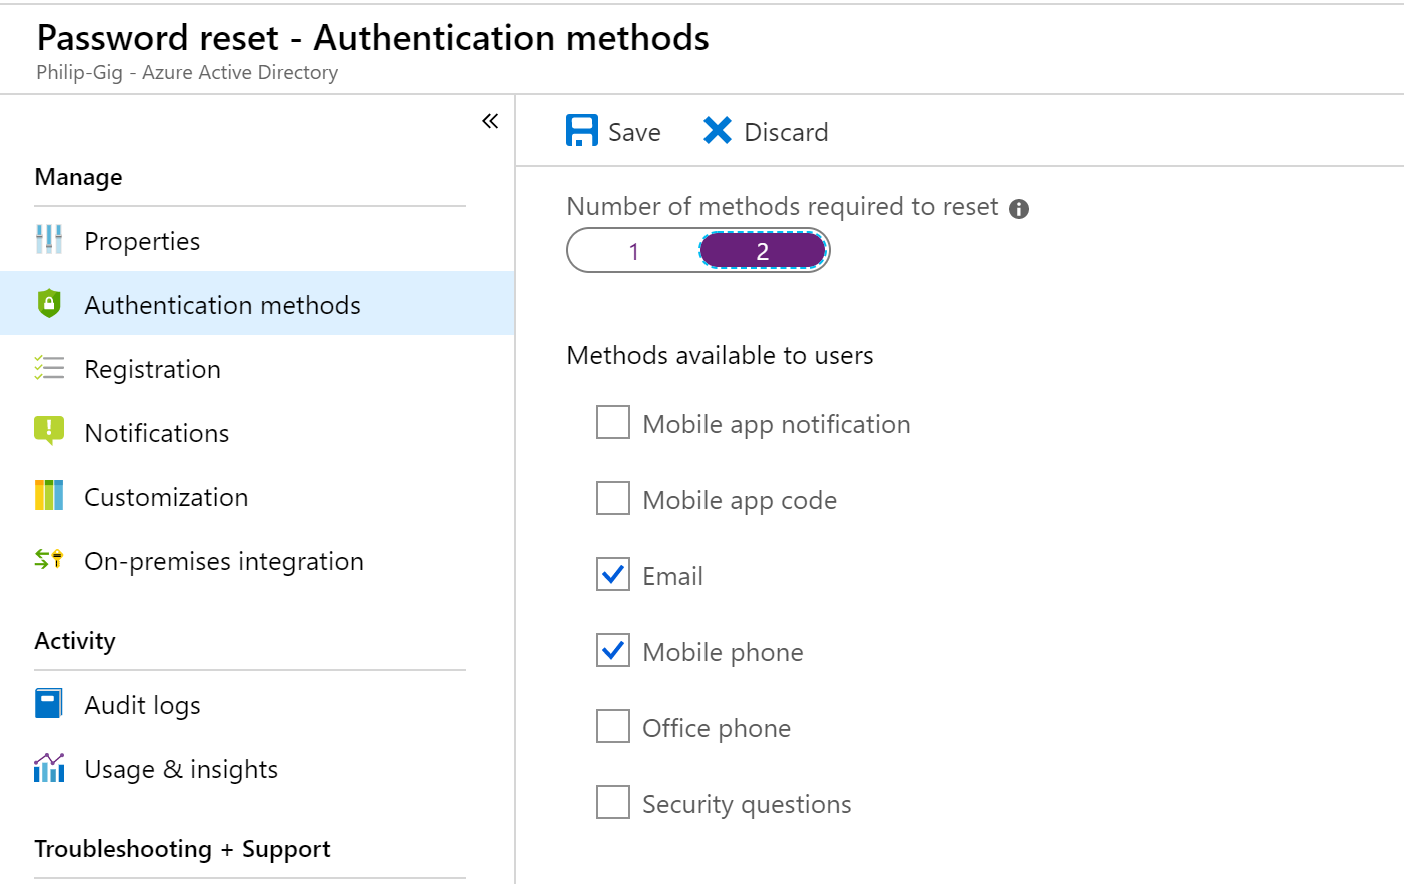 Password reset - Authentication methods
Philip-Gig - Azure Active Directory
«
Manage
Properties
Authentication methods
Registration
Notifications
Customization
On-premises integration
Activity
Audit logs
Usage & insights
Troubleshooting + Support
Save
Discard
Number of methods required to reset
1
2
Methods available to users
Mobile app notification
Mobile app code
Email
Mobile phone
Office phone
Security questions